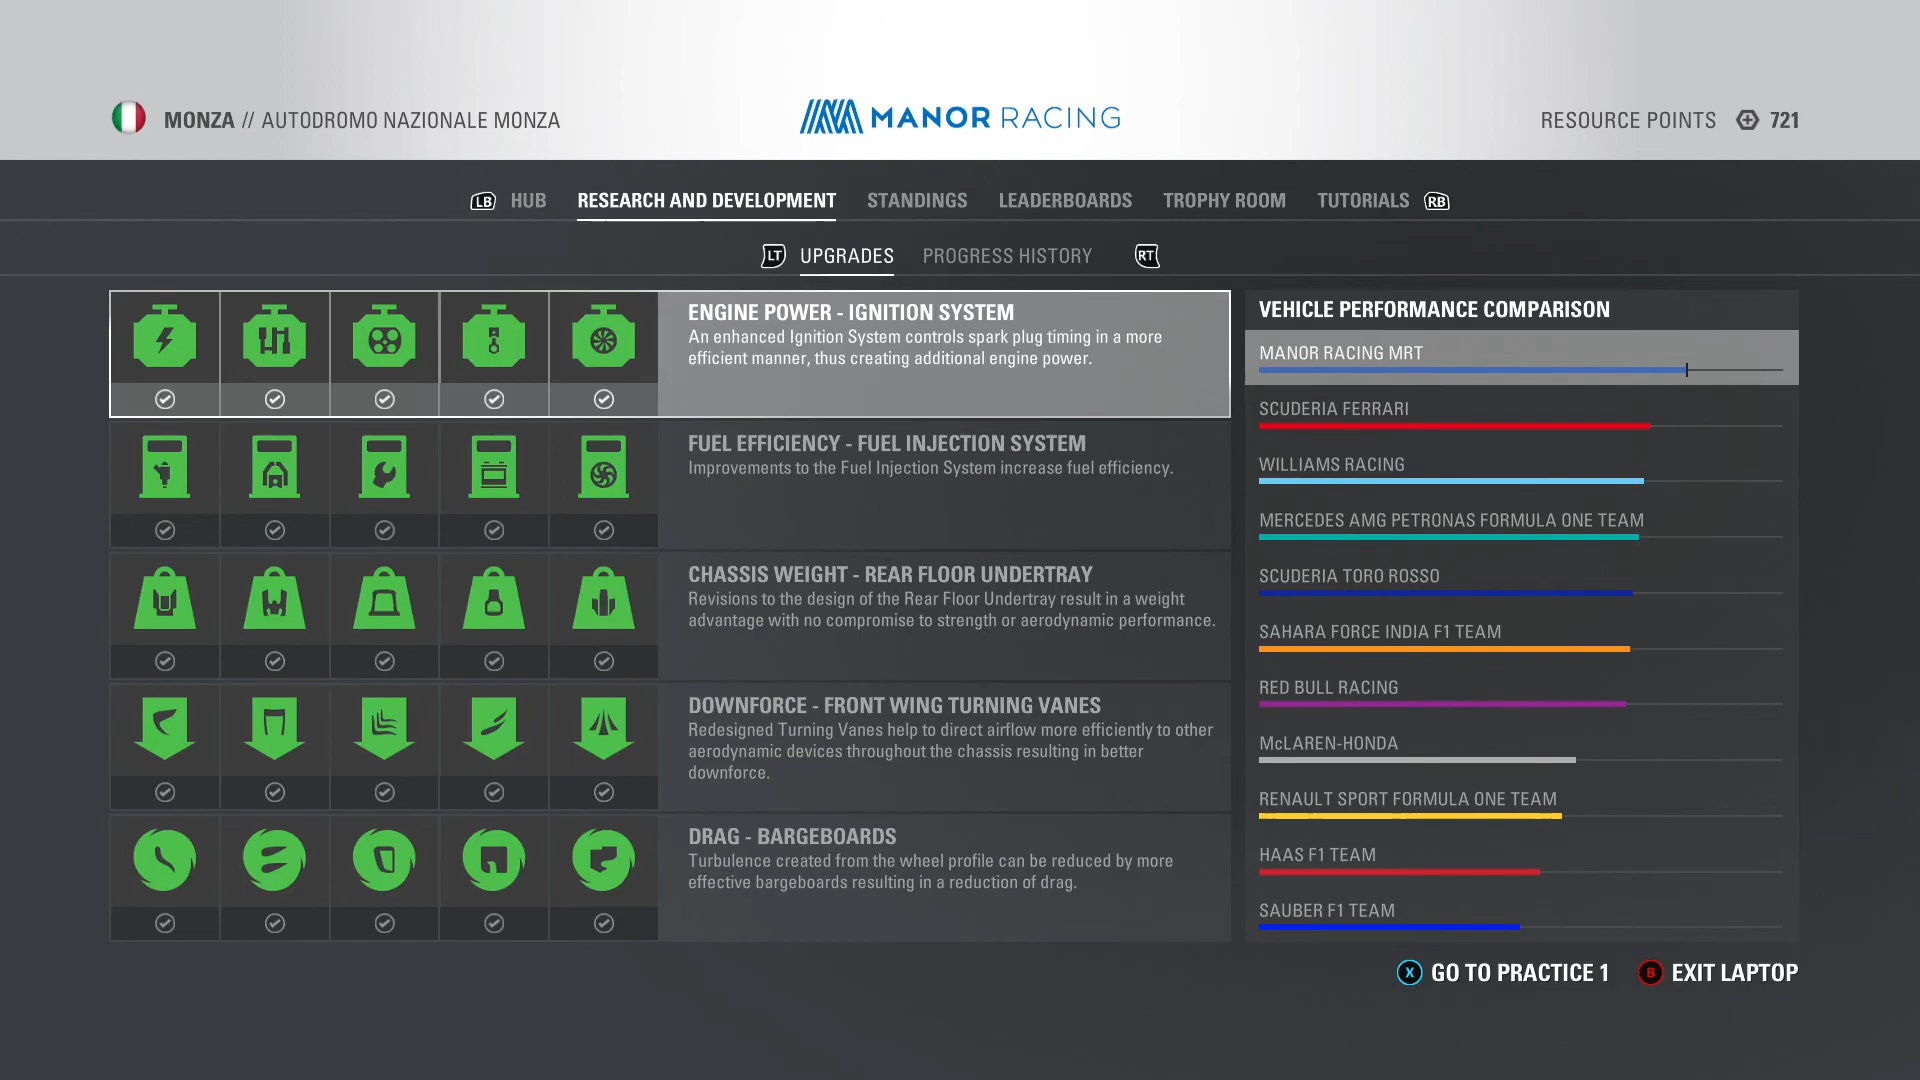 MONZA // AUTODROMO NAZIONALE MONZA
MANOR RACING
RESOURCE POINTS 721
LB HUB RESEARCH AND DEVELOPMENT STANDINGS LEADERBOARDS TROPHY ROOM TUTORIALS RB
LT UPGRADES PROGRESS HISTORY RT
ENGINE POWER - IGNITION SYSTEM
An enhanced Ignition System controls spark plug timing in a more
efficient manner, thus creating additional engine power.
FUEL EFFICIENCY - FUEL INJECTION SYSTEM
Improvements to the Fuel Injection System increase fuel efficiency.
CHASSIS WEIGHT - REAR FLOOR UNDERTRAY
Revisions to the design of the Rear Floor Undertray result in a weight
advantage with no compromise to strength or aerodynamic performance.
DOWNFORCE - FRONT WING TURNING VANES
Redesigned Turning Vanes help to direct airflow more efficiently to other
aerodynamic devices throughout the chassis resulting in better
downforce.
DRAG - BARGEBOARDS
Turbulence created from the wheel profile can be reduced by more
effective bargeboards resulting in a reduction of drag.
VEHICLE PERFORMANCE COMPARISON
MANOR RACING MRT
SCUDERIA FERRARI
WILLIAMS RACING
MERCEDES AMG PETRONAS FORMULA ONE TEAM
SCUDERIA TORO ROSSO
SAHARA FORCE INDIA F1 TEAM
RED BULL RACING
McLAREN-HONDA
RENAULT SPORT FORMULA ONE TEAM
HAAS F1 TEAM
SAUBER F1 TEAM
X GO TO PRACTICE 1 B EXIT LAPTOP